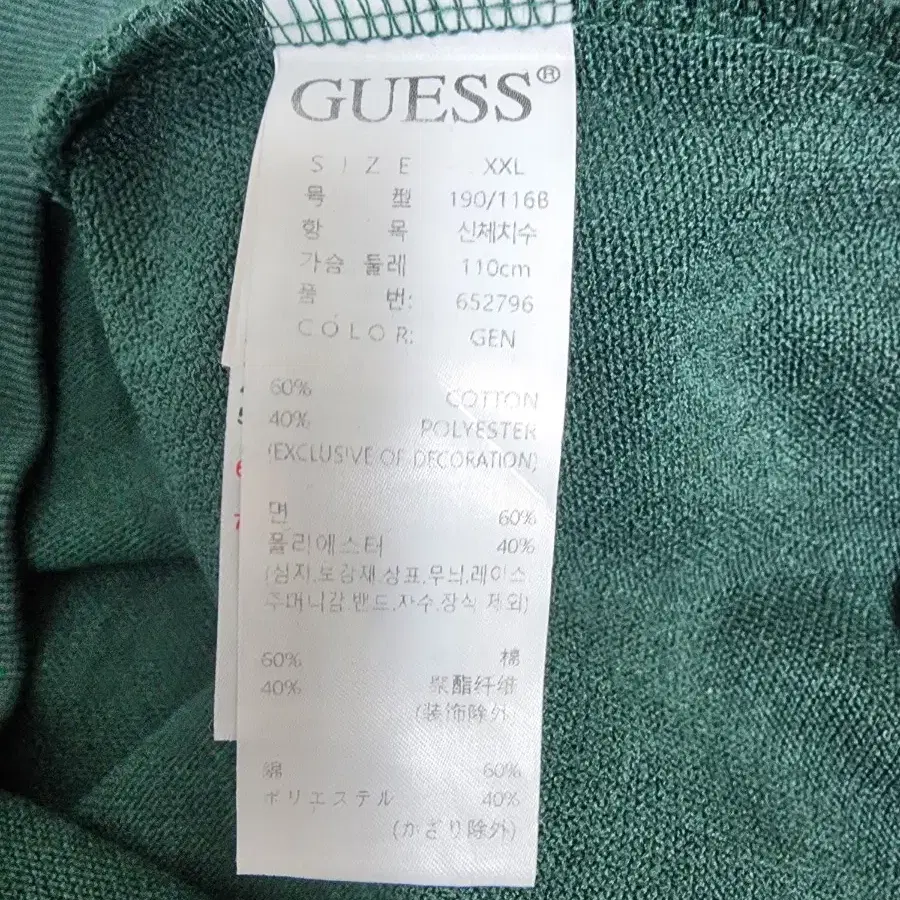 GUESS®
SIZE XXL
号型 190/116B
항목 신체치수
가슴 둘레 110cm
품번: 652796
COLOR: GEN
60% COTTON
40% POLYESTER
(EXCLUSIVE OF DECORATION)
면 60%
폴리에스터 40%
(심지.보강재.상표.무늬.레이스
주머니감.밴드.자수.장식 제외)
60% 棉
40% 聚酯纤维
(装饰除外)
綿 60%
ポリエステル 40%
(かざり除外)
5
6
7